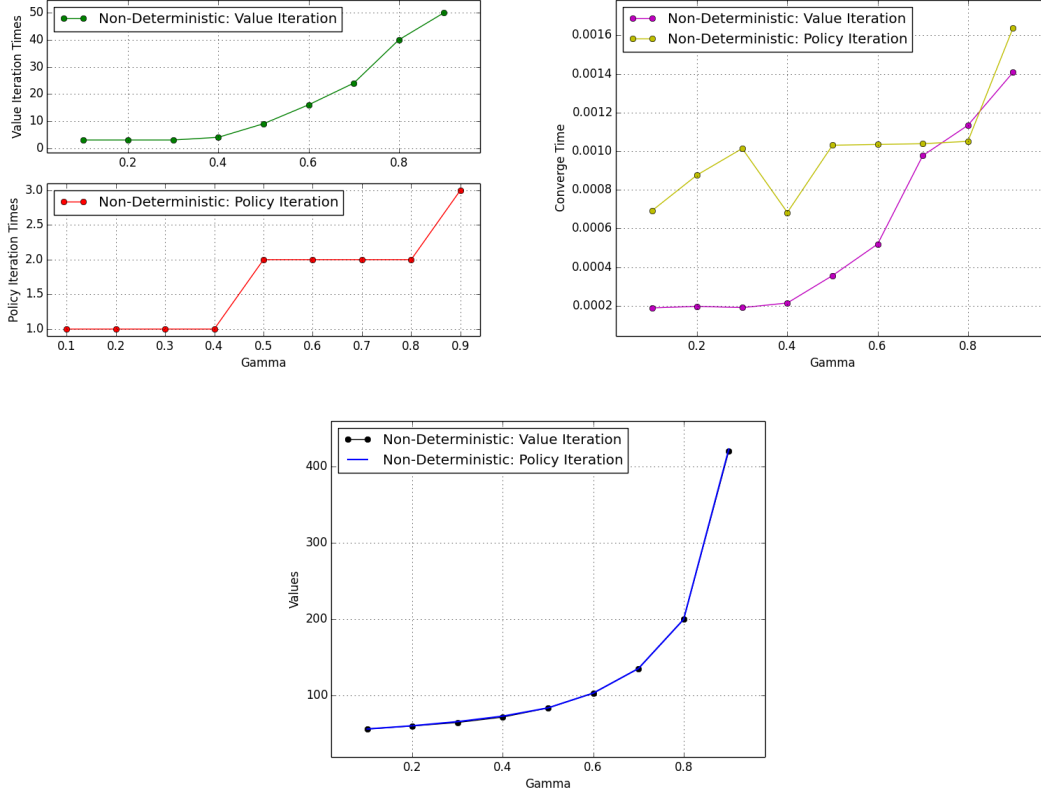 Value Iteration Times
50
40
30
20
10
0
Non-Deterministic: Value Iteration
0.2 0.4 0.6 0.8
Policy Iteration Times
3.0
2.5
2.0
1.5
1.0
Non-Deterministic: Policy Iteration
0.1 0.2 0.3 0.4 0.5 0.6 0.7 0.8 0.9
Gamma
Converge Time
0.0016
0.0014
0.0012
0.0010
0.0008
0.0006
0.0004
0.0002
Non-Deterministic: Value Iteration
Non-Deterministic: Policy Iteration
0.2 0.4 0.6 0.8
Gamma
Values
400
300
200
100
Non-Deterministic: Value Iteration
Non-Deterministic: Policy Iteration
0.2 0.4 0.6 0.8
Gamma